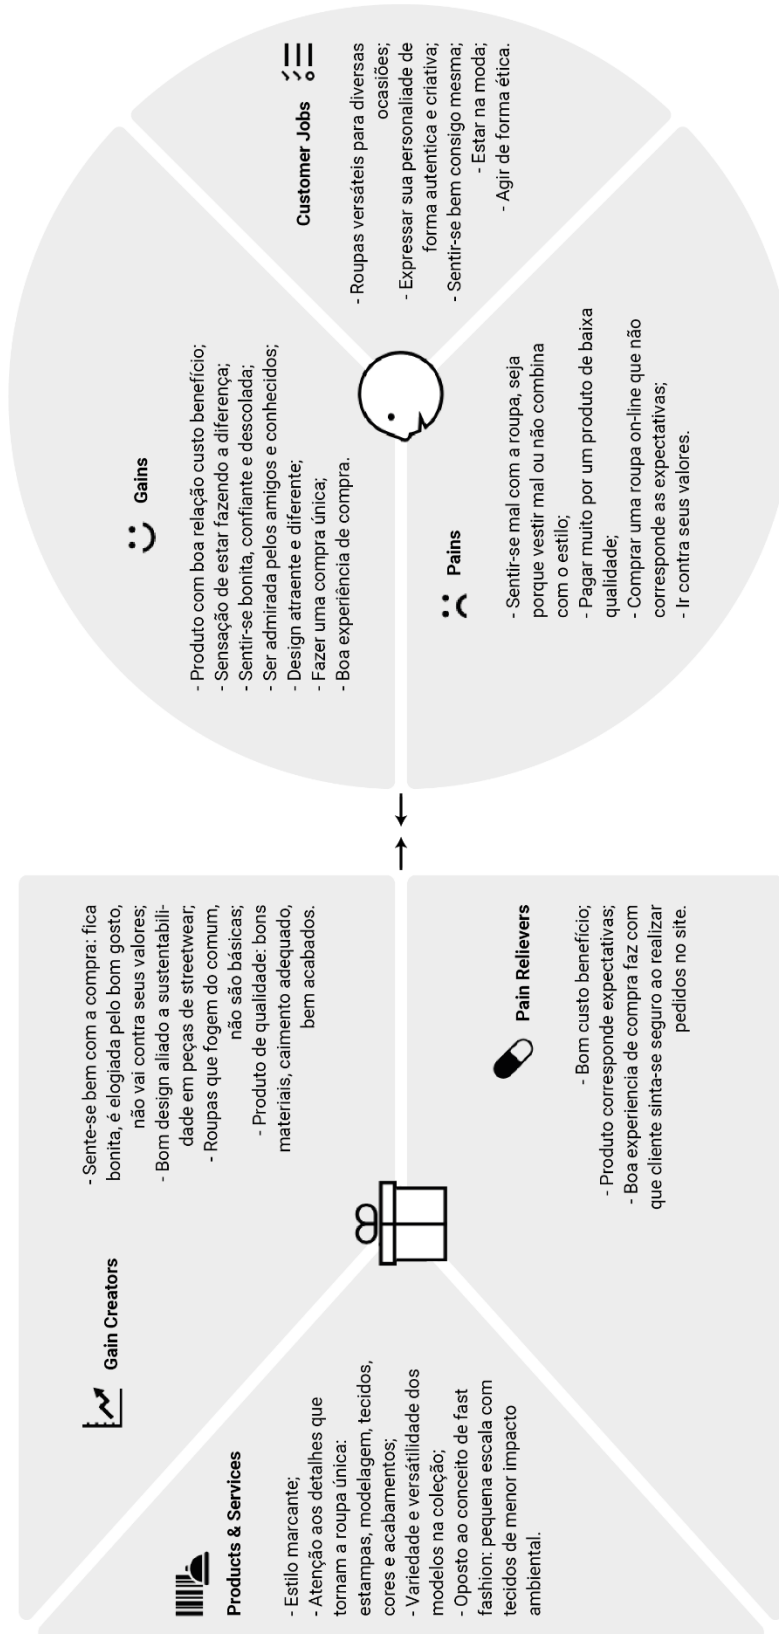 Gain Creators
- Sente-se bem com a compra: fica
bonita, é elogiada pelo bom gosto,
não vai contra seus valores;
- Bom design aliado a sustentabili-
dade em peças de streetwear;
- Roupas que fogem do comum,
não são básicas;
- Produto de qualidade: bons
materiais, caimento adequado,
bem acabados.
Products & Services
- Estilo marcante;
- Atenção aos detalhes que
tornam a roupa única:
estampas, modelagem, tecidos,
cores e acabamentos;
- Variedade e versátilidade dos
modelos na coleção;
- Oposto ao conceito de fast
fashion: pequena escala com
tecidos de menor impacto
ambiental.
Pain Relievers
- Bom custo benefício;
- Produto corresponde expectativas;
- Boa experiencia de compra faz com
que cliente sinta-se seguro ao realizar
pedidos no site.
Gains
- Produto com boa relação custo benefício;
- Sensação de estar fazendo a diferença;
- Sentir-se bonita, confiante e descolada;
- Ser admirada pelos amigos e conhecidos;
- Design atraente e diferente;
- Fazer uma compra única;
- Boa experiência de compra.
Customer Jobs
- Roupas versáteis para diversas
ocasiões;
- Expressar sua personaliade de
forma autentica e criativa;
- Sentir-se bem consigo mesma;
- Estar na moda;
- Agir de forma ética.
Pains
- Sentir-se mal com a roupa, seja
porque vestir mal ou não combina
com o estilo;
- Pagar muito por um produto de baixa
qualidade;
- Comprar uma roupa on-line que não
corresponde as expectativas;
- Ir contra seus valores.